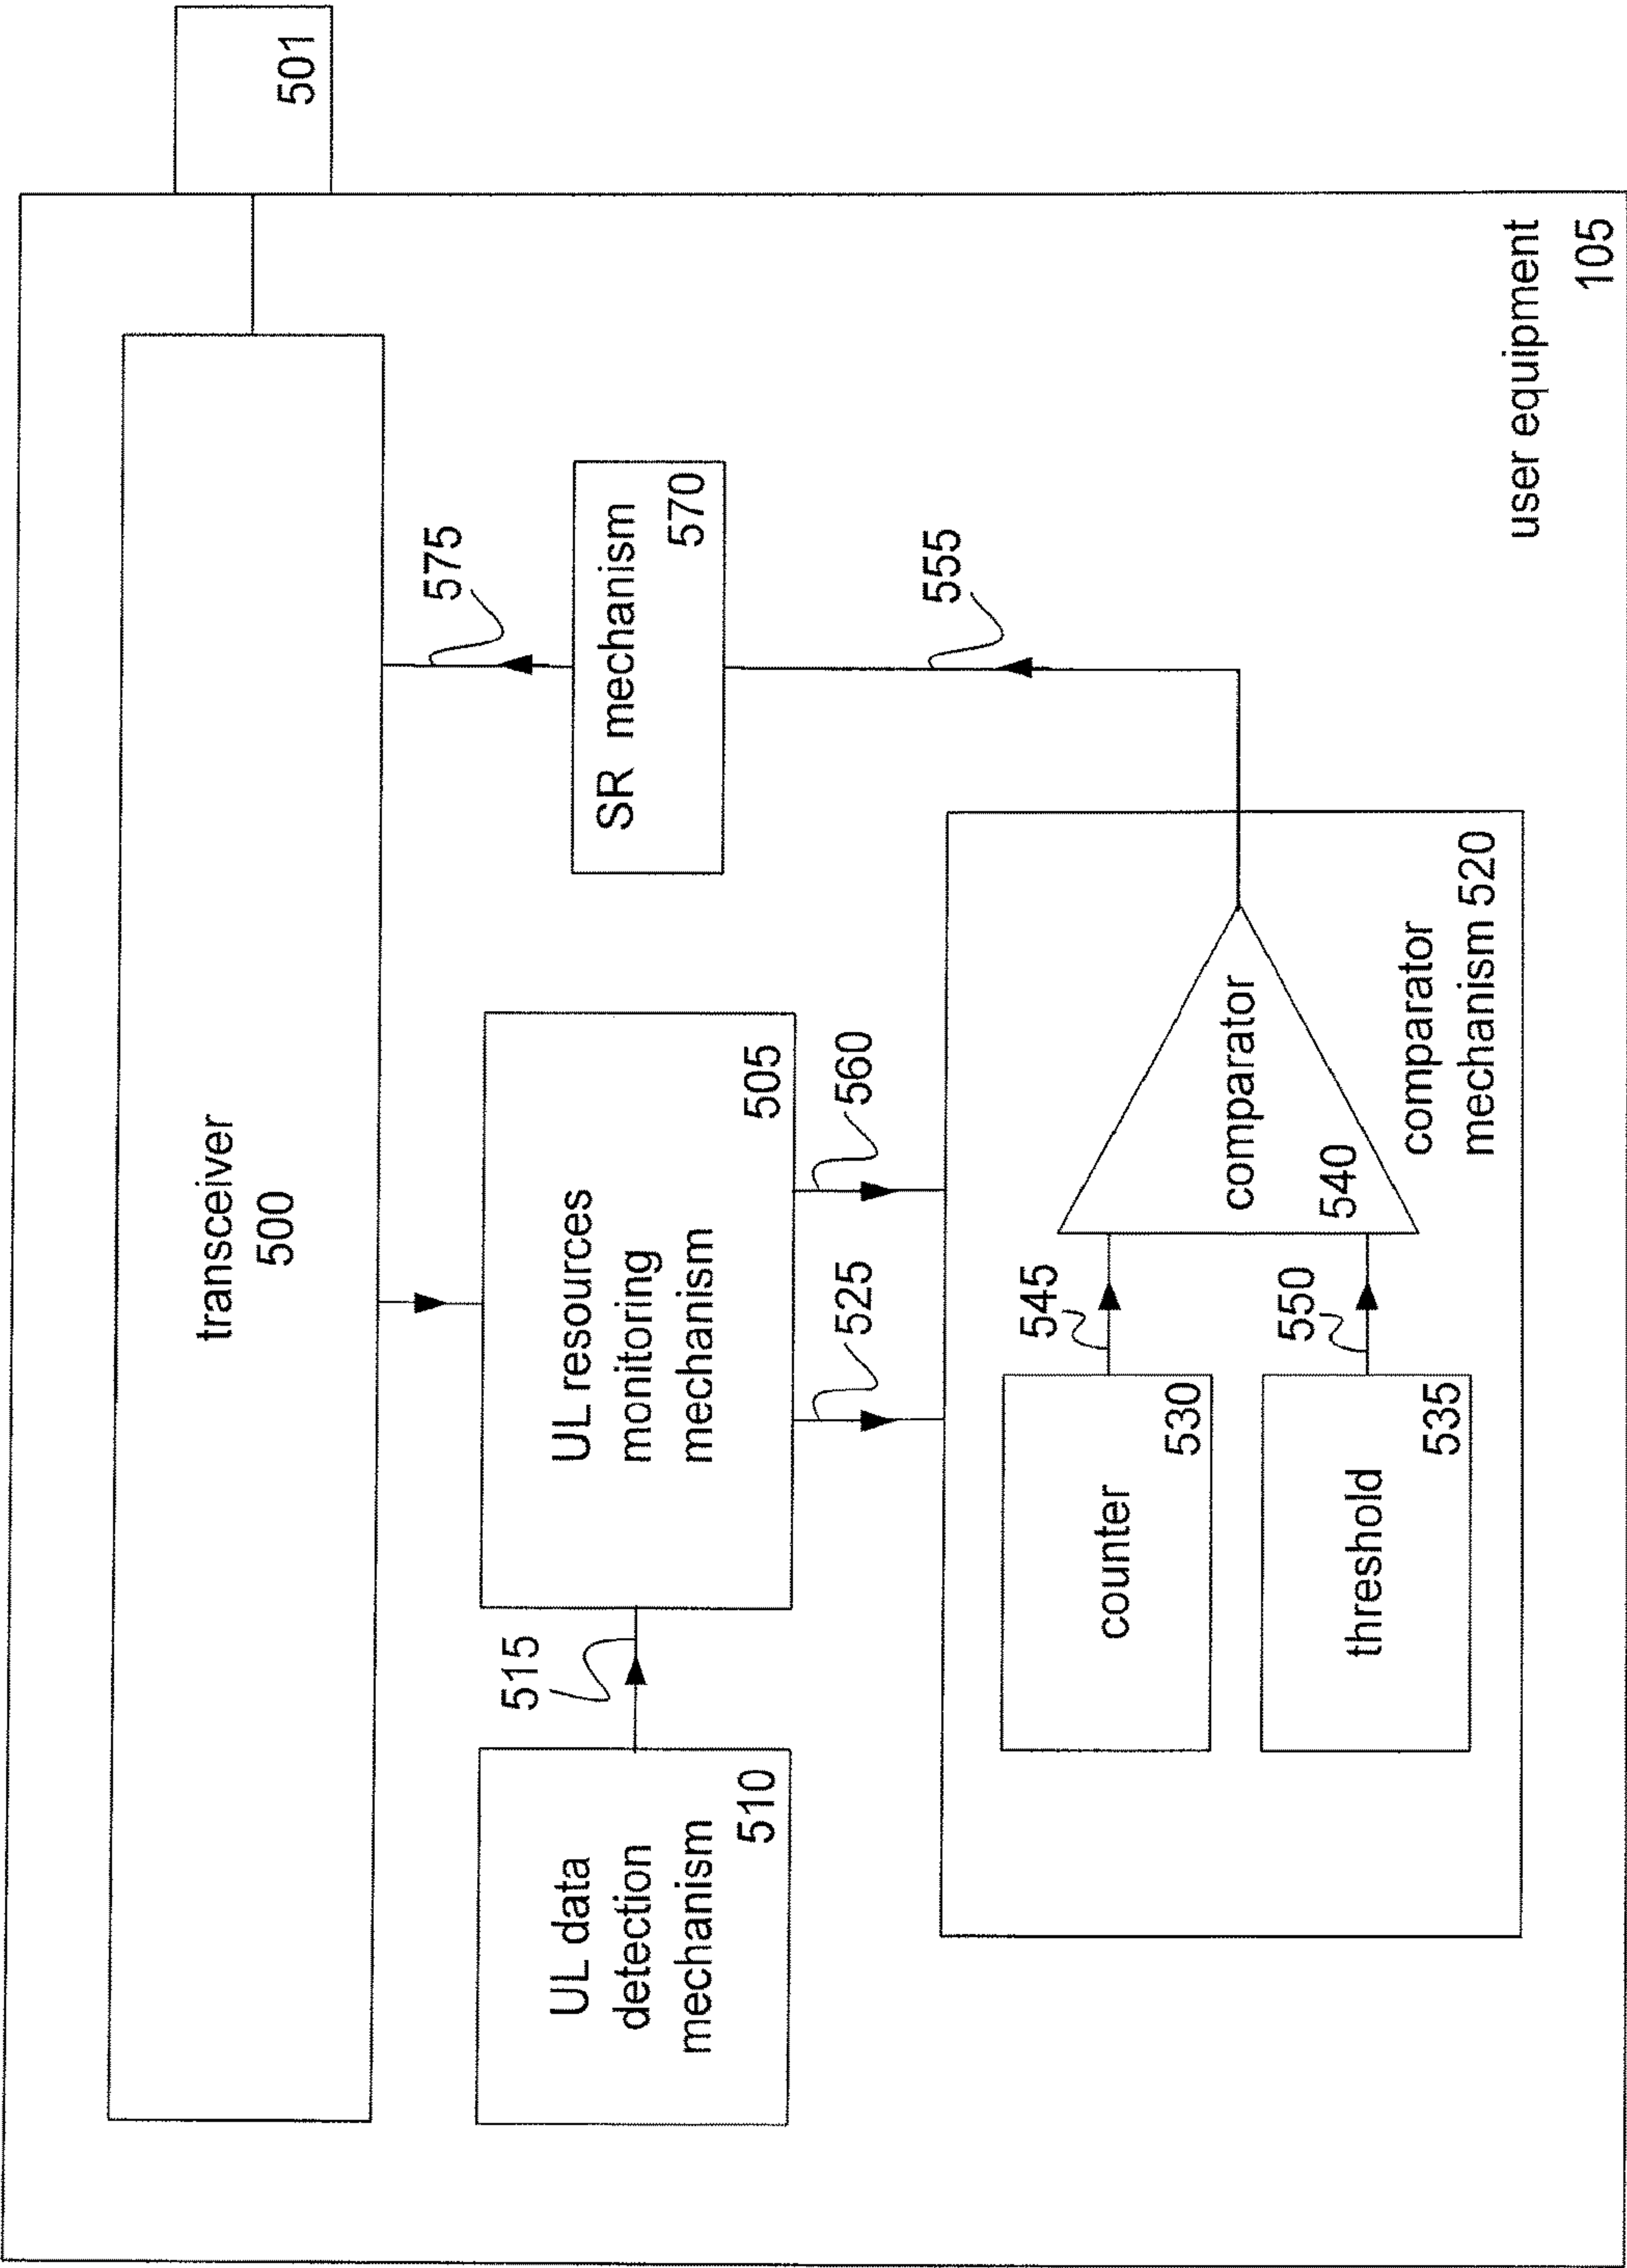 501
transceiver
500
575
SR mechanism
570
555
UL resources
monitoring
mechanism
505
515
UL data
detection
mechanism
510
525
560
counter
530
545
threshold
535
550
comparator
540
comparator
mechanism 520
user equipment
105